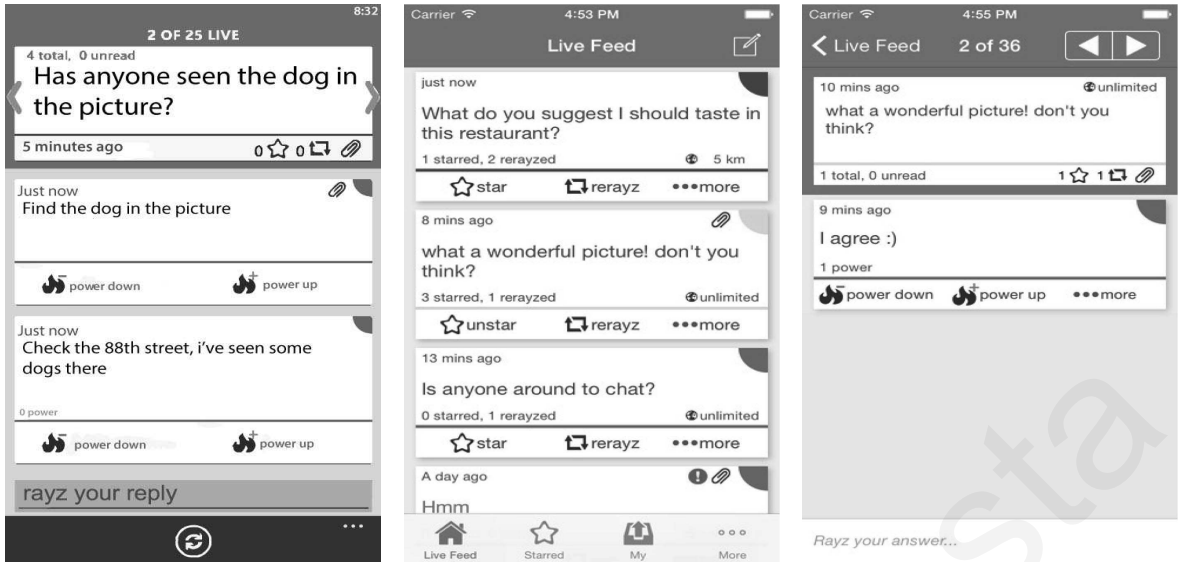 8:32
2 OF 25 LIVE
4 total, 0 unread
Has anyone seen the dog in
the picture?
5 minutes ago
0 0
Just now
Find the dog in the picture
power down power up
Just now
Check the 88th street, i've seen some
dogs there
0 power
power down power up
rayz your reply
...
Carrier 4:53 PM
Live Feed
just now
What do you suggest I should taste in
this restaurant?
1 starred, 2 rerayzed 5 km
star rerayz •••more
8 mins ago
what a wonderful picture! don't you
think?
3 starred, 1 rerayzed unlimited
unstar rerayz •••more
13 mins ago
Is anyone around to chat?
0 starred, 1 rerayzed unlimited
star rerayz •••more
A day ago
Hmm
Live Feed Starred My More
Carrier 4:55 PM
Live Feed 2 of 36
10 mins ago unlimited
what a wonderful picture! don't you
think?
1 total, 0 unread 1 1
9 mins ago
I agree :)
1 power
power down power up •••more
Rayz your answer...
sta